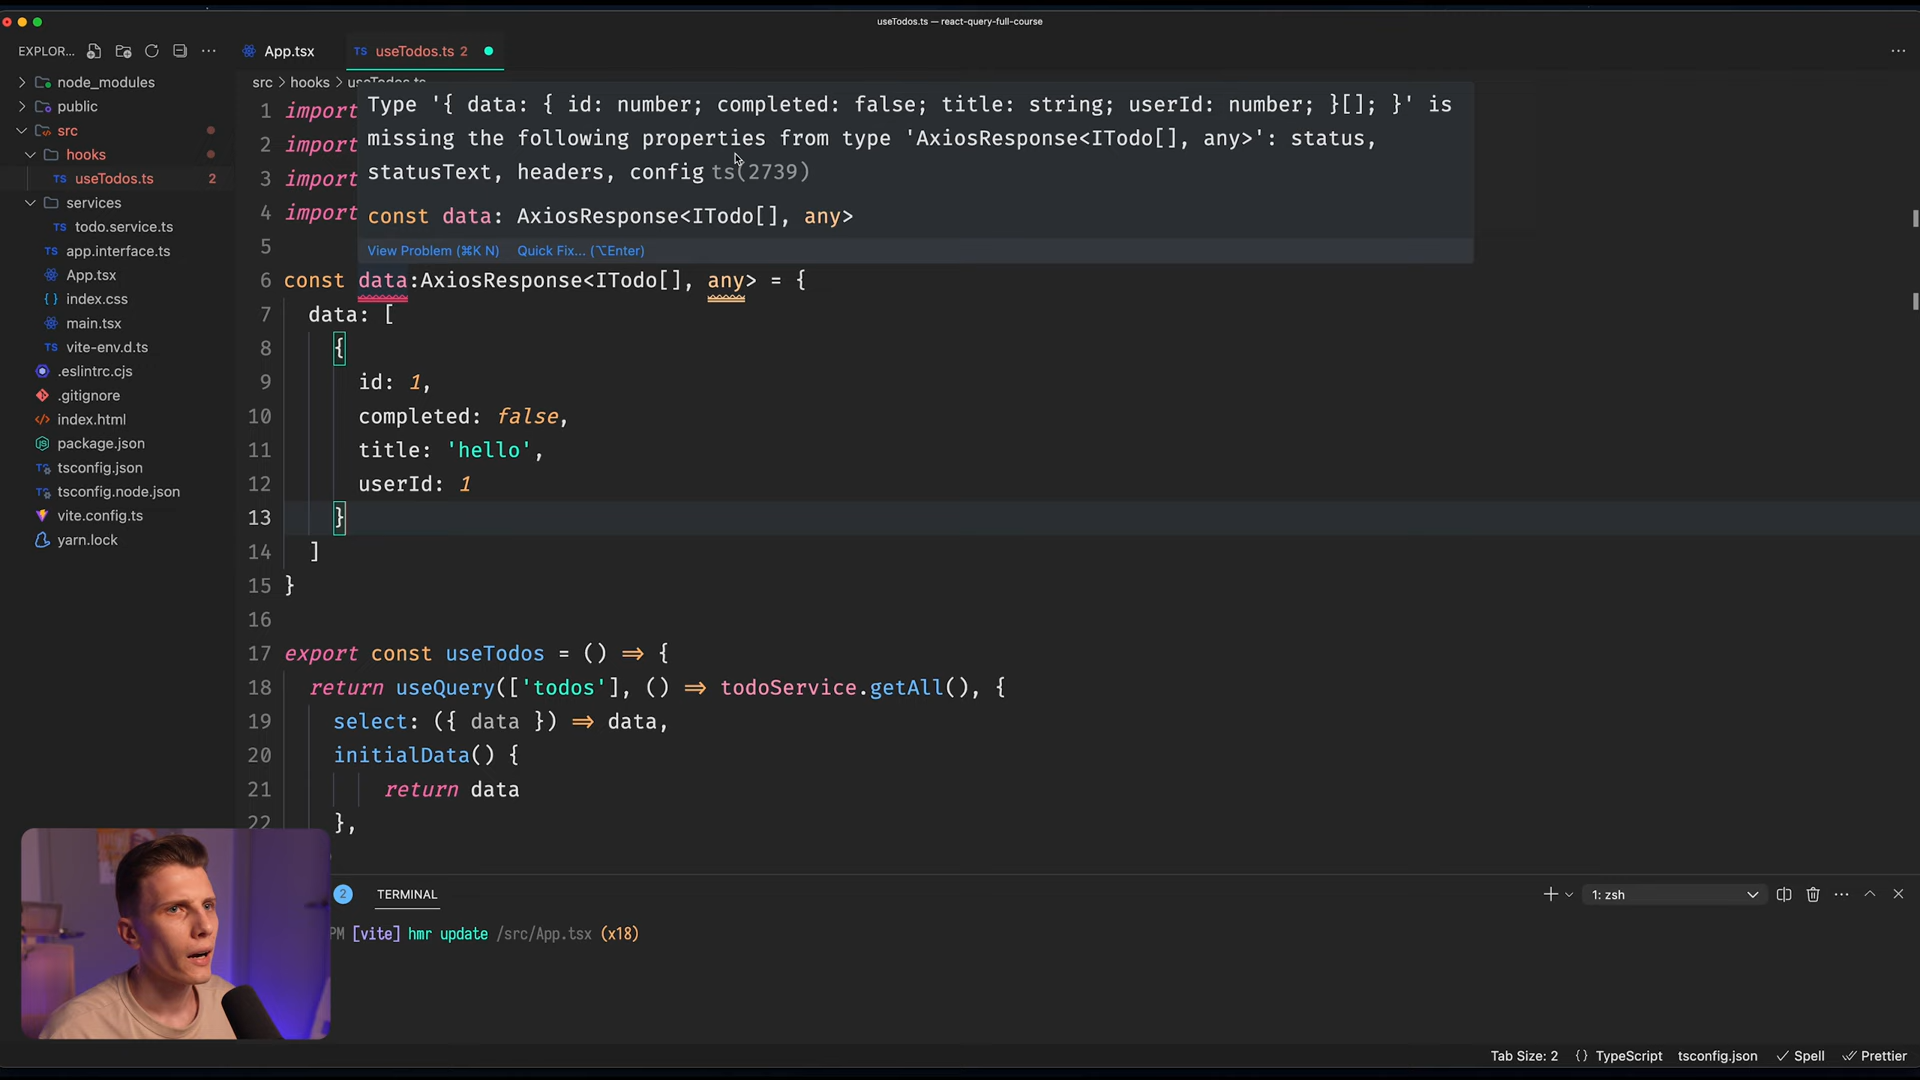 useTodos.ts — react-query-full-course
EXPLOR...
App.tsx
TS useTodos.ts 2
node_modules
public
src
hooks
TS useTodos.ts 2
services
TS todo.service.ts
TS app.interface.ts
App.tsx
{} index.css
main.tsx
TS vite-env.d.ts
.eslintrc.cjs
.gitignore
index.html
package.json
tsconfig.json
tsconfig.node.json
vite.config.ts
yarn.lock
src > hooks > useTodos.ts
Type '{ data: { id: number; completed: false; title: string; userId: number; }[]; }' is
missing the following properties from type 'AxiosResponse<ITodo[], any>': status,
statusText, headers, config ts(2739)
const data: AxiosResponse<ITodo[], any>
View Problem (⌘K N) Quick Fix... (⌥Enter)
1 import
2 import
3 import
4 import
5
6 const data:AxiosResponse<ITodo[], any> = {
7 data: [
8 {
9 id: 1,
10 completed: false,
11 title: 'hello',
12 userId: 1
13 }
14 ]
15 }
16
17 export const useTodos = () => {
18 return useQuery(['todos'], () => todoService.getAll(), {
19 select: ({ data }) => data,
20 initialData() {
21 return data
22 },
2 TERMINAL
1: zsh
PM [vite] hmr update /src/App.tsx (x18)
Tab Size: 2 {} TypeScript tsconfig.json ✓ Spell Prettier